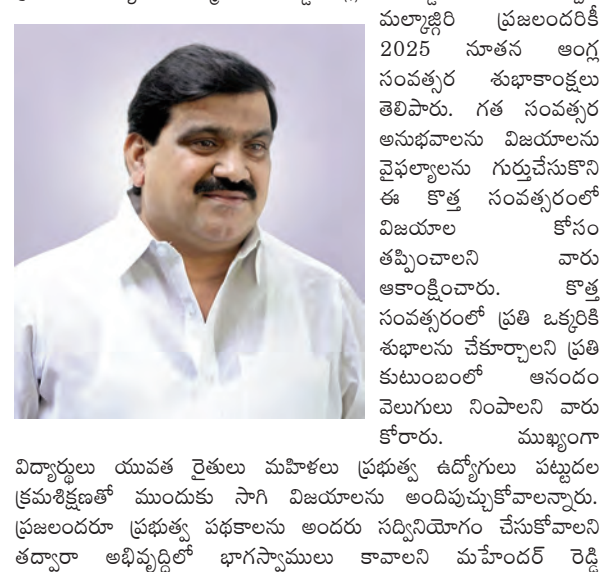 మల్కాజ్గిరి ప్రజలందరికీ
2025 నూతన ఆంగ్ల
సంవత్సర శుభాకాంక్షలు
తెలిపారు. గత సంవత్సర
అనుభవాలను విజయాలను
వైఫల్యాలను గుర్తుచేసుకొని
ఈ కొత్త సంవత్సరంలో
విజయాల కోసం
తప్పించాలని వారు
ఆకాంక్షించారు. కొత్త
సంవత్సరంలో ప్రతి ఒక్కరికి
శుభాలను చేకూర్చాలని ప్రతి
కుటుంబంలో ఆనందం
వెలుగులు నింపాలని వారు
కోరారు. ముఖ్యంగా
విద్యార్థులు యువత రైతులు మహిళలు ప్రభుత్వ ఉద్యోగులు పట్టుదల
క్రమశిక్షణతో ముందుకు సాగి విజయాలను అందిపుచ్చుకోవాలన్నారు.
ప్రజలందరూ ప్రభుత్వ పథకాలను అందరు సద్వినియోగం చేసుకోవాలని
తద్వారా అభివృద్ధిలో భాగస్వాములు కావాలని మహేందర్ రెడ్డి